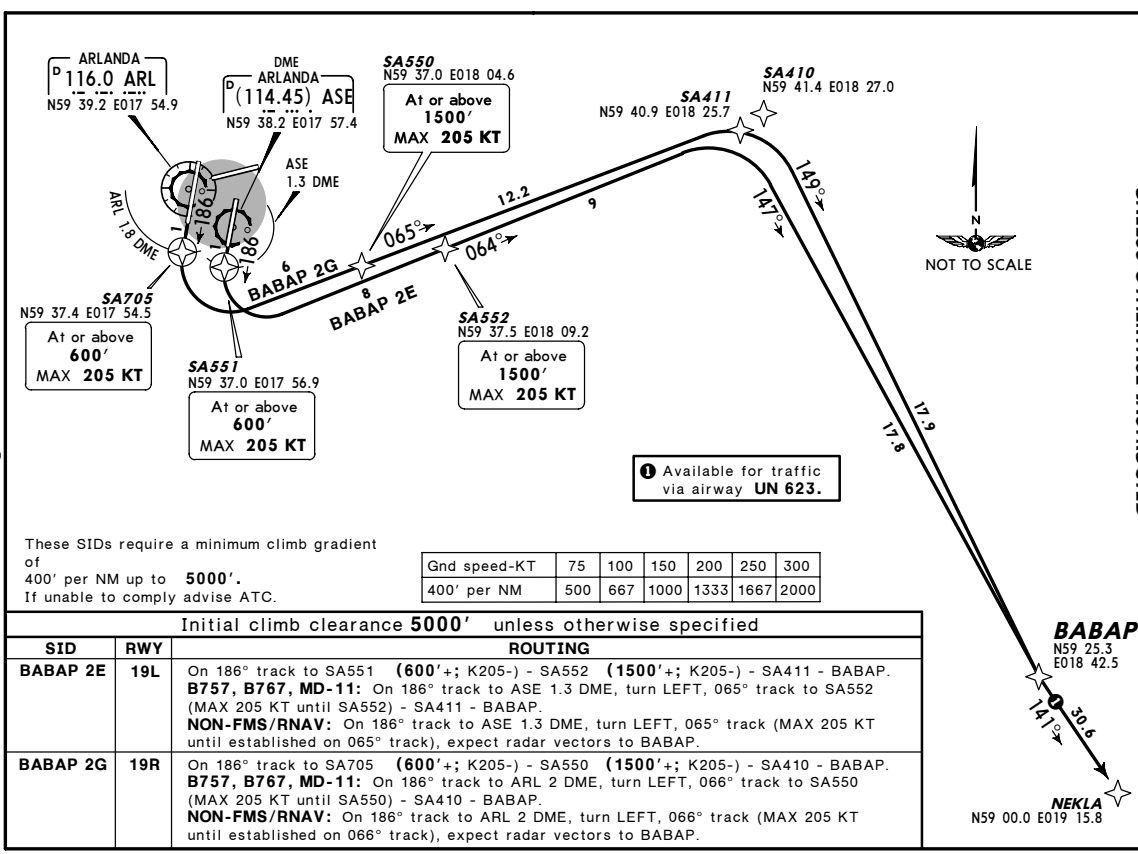 ARLANDA
D 116.0 ARL
N59 39.2 E017 54.9
DME
ARLANDA
D (114.45) ASE
N59 38.2 E017 57.4
SA550
N59 37.0 E018 04.6
At or above
1500'
MAX 205 KT
SA410
N59 41.4 E018 27.0
SA411
N59 40.9 E018 25.7
ASE
1.3 DME
ARL 1.8 DME
186°
186°
1
1
N
NOT TO SCALE
12.2
9
065°
064°
6
BABAP 2G
8
BABAP 2E
149°
147°
SA705
N59 37.4 E017 54.5
At or above
600'
MAX 205 KT
SA551
N59 37.0 E017 56.9
At or above
600'
MAX 205 KT
SA552
N59 37.5 E018 09.2
At or above
1500'
MAX 205 KT
17.9
17.8
1 Available for traffic
via airway UN 623.
These SIDs require a minimum climb gradient
of
400' per NM up to 5000'.
If unable to comply advise ATC.
Gnd speed-KT 75 100 150 200 250 300
400' per NM 500 667 1000 1333 1667 2000
BABAP
N59 25.3
E018 42.5
1
141°
30.6
NEKLA
N59 00.0 E019 15.8
Initial climb clearance 5000' unless otherwise specified
SID RWY ROUTING
BABAP 2E 19L On 186° track to SA551 (600'+; K205-) - SA552 (1500'+; K205-) - SA411 - BABAP.
B757, B767, MD-11: On 186° track to ASE 1.3 DME, turn LEFT, 065° track to SA552
(MAX 205 KT until SA552) - SA411 - BABAP.
NON-FMS/RNAV: On 186° track to ASE 1.3 DME, turn LEFT, 065° track (MAX 205 KT
until established on 065° track), expect radar vectors to BABAP.
BABAP 2G 19R On 186° track to SA705 (600'+; K205-) - SA550 (1500'+; K205-) - SA410 - BABAP.
B757, B767, MD-11: On 186° track to ARL 2 DME, turn LEFT, 066° track to SA550
(MAX 205 KT until SA550) - SA410 - BABAP.
NON-FMS/RNAV: On 186° track to ARL 2 DME, turn LEFT, 066° track (MAX 205 KT
until established on 066° track), expect radar vectors to BABAP.